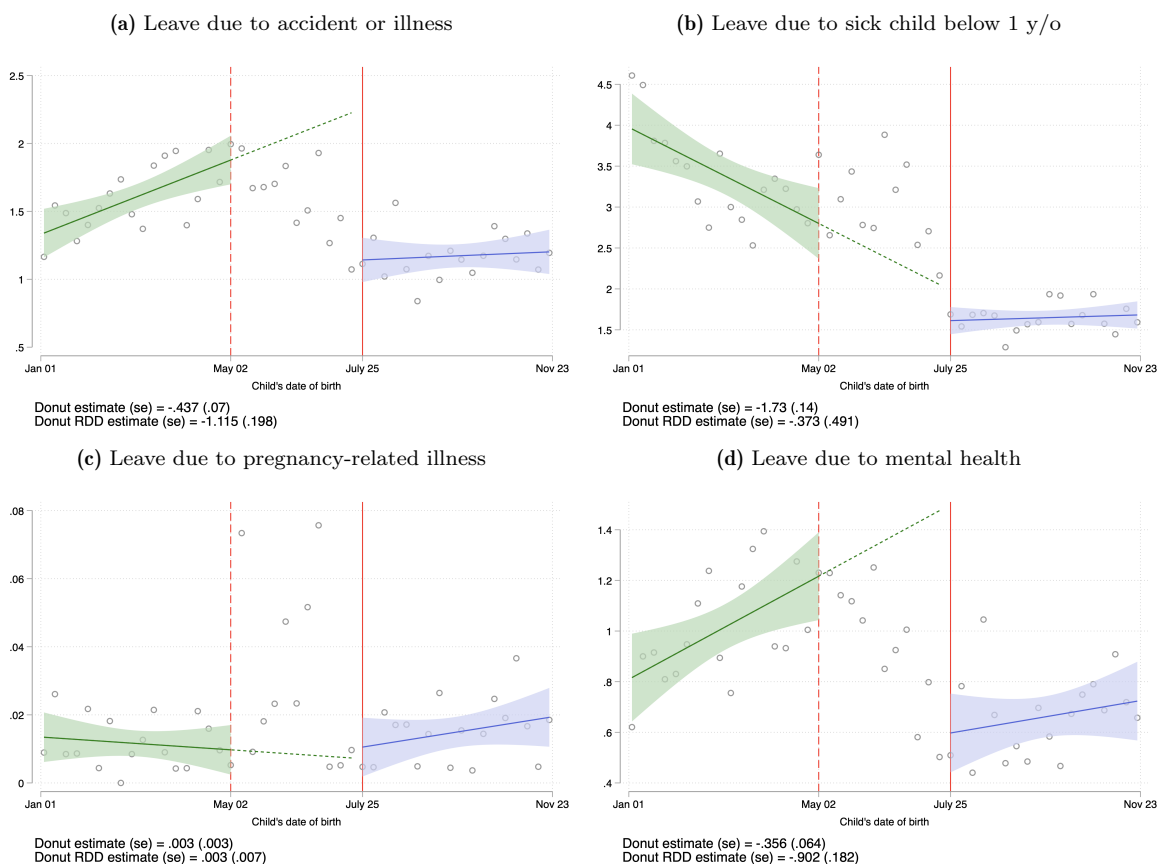 (a) Leave due to accident or illness
2.5
2
1.5
1
.5
Jan 01 May 02 July 25 Nov 23
Child's date of birth
Donut estimate (se) = -.437 (.07)
Donut RDD estimate (se) = -1.115 (.198)
(b) Leave due to sick child below 1 y/o
4.5
4
3.5
3
2.5
2
1.5
Jan 01 May 02 July 25 Nov 23
Child's date of birth
Donut estimate (se) = -1.73 (.14)
Donut RDD estimate (se) = -.373 (.491)
(c) Leave due to pregnancy-related illness
.08
.06
.04
.02
0
Jan 01 May 02 July 25 Nov 23
Child's date of birth
Donut estimate (se) = .003 (.003)
Donut RDD estimate (se) = .003 (.007)
(d) Leave due to mental health
1.4
1.2
1
.8
.6
.4
Jan 01 May 02 July 25 Nov 23
Child's date of birth
Donut estimate (se) = -.356 (.064)
Donut RDD estimate (se) = -.902 (.182)